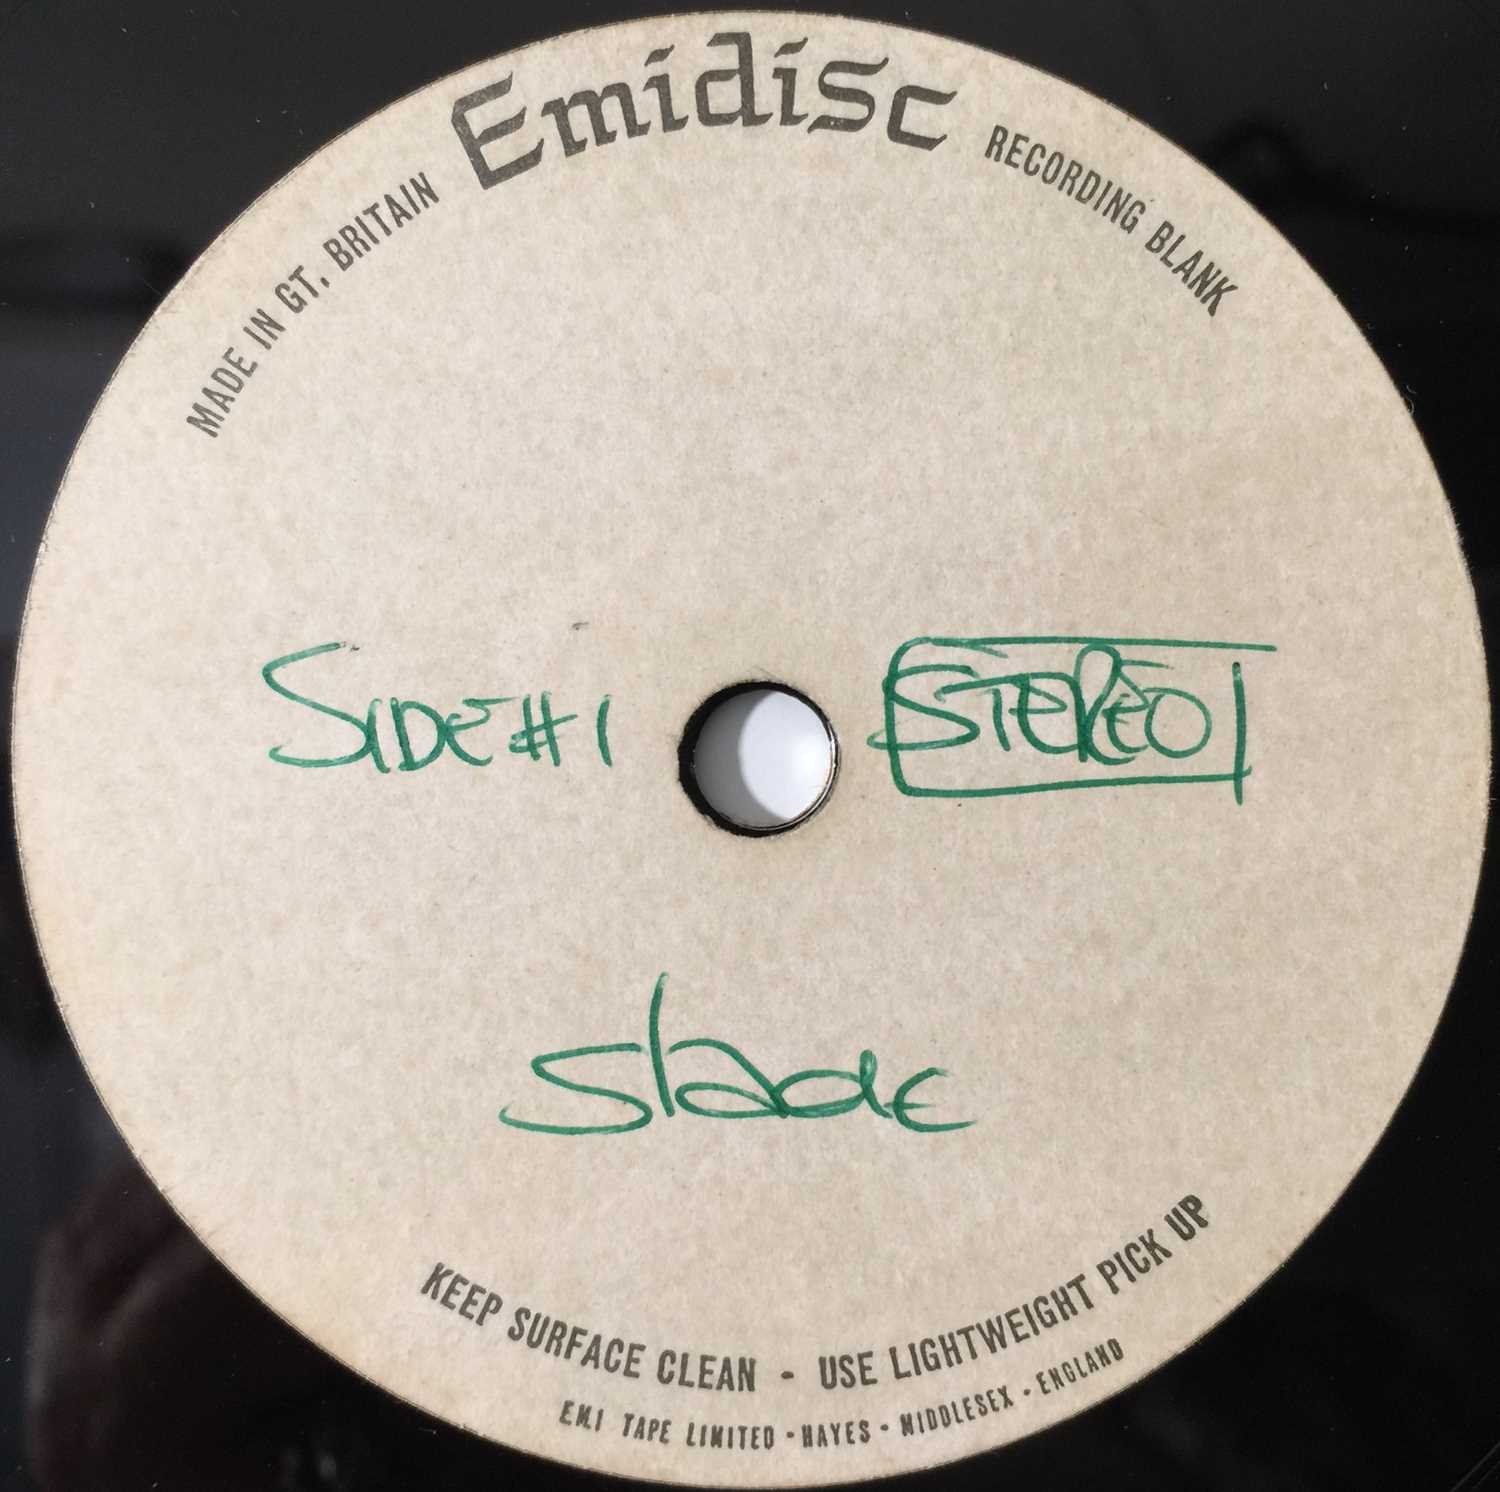 Emidisc
MADE IN GT. BRITAIN
RECORDING BLANK
SIDE #1
STEREO
Slade
KEEP SURFACE CLEAN - USE LIGHTWEIGHT PICK UP
E.M.I TAPE LIMITED - HAYES - MIDDLESEX - ENGLAND